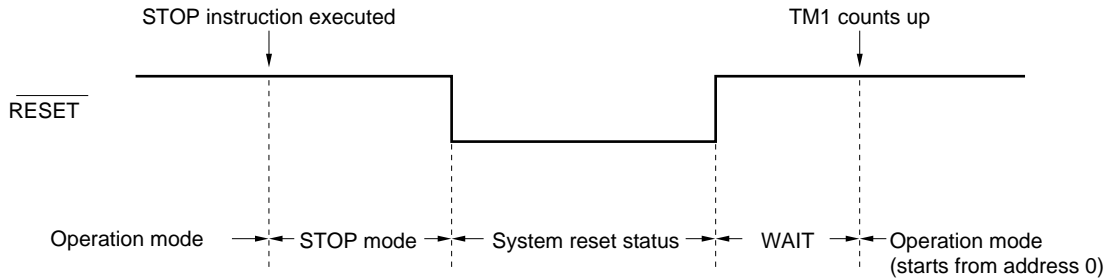 STOP instruction executed
TM1 counts up
RESET
Operation mode
STOP mode
System reset status
WAIT
Operation mode
(starts from address 0)